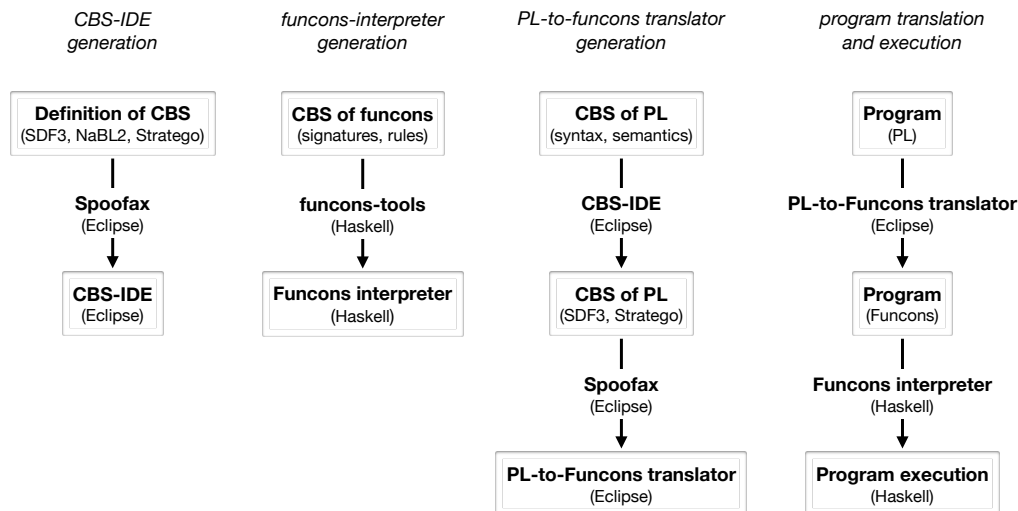 CBS-IDE
generation
Definition of CBS
(SDF3, NaBL2, Stratego)
Spoofax
(Eclipse)
CBS-IDE
(Eclipse)
funcons-interpreter
generation
CBS of funcons
(signatures, rules)
funcons-tools
(Haskell)
Funcons interpreter
(Haskell)
PL-to-funcons translator
generation
CBS of PL
(syntax, semantics)
CBS-IDE
(Eclipse)
CBS of PL
(SDF3, Stratego)
Spoofax
(Eclipse)
PL-to-Funcons translator
(Eclipse)
program translation
and execution
Program
(PL)
PL-to-Funcons translator
(Eclipse)
Program
(Funcons)
Funcons interpreter
(Haskell)
Program execution
(Haskell)